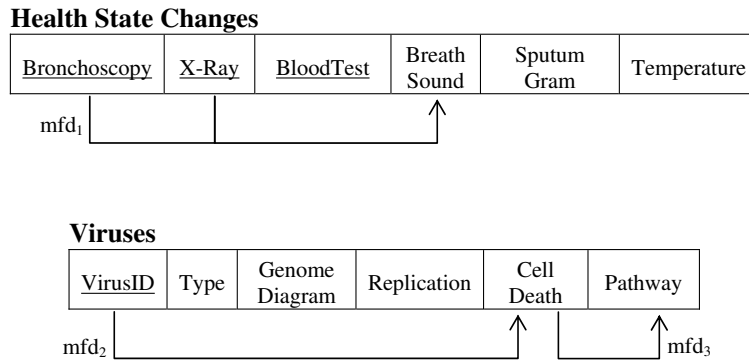 Health State Changes
Bronchoscopy X-Ray BloodTest Breath Sound Sputum Gram Temperature
mfd1
Viruses
VirusID Type Genome Diagram Replication Cell Death Pathway
mfd2 mfd3